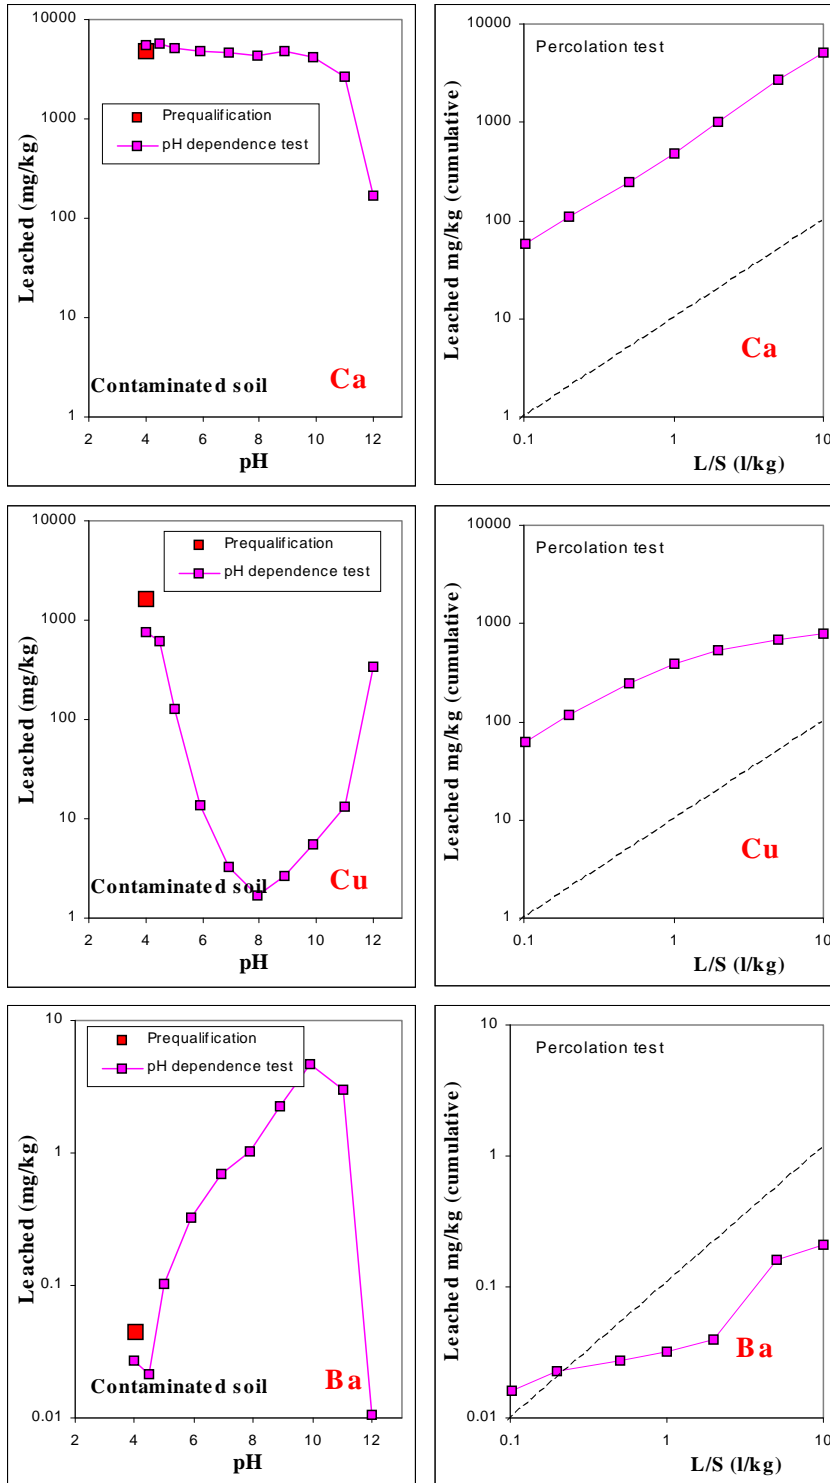 10000
1000
100
10
1
Leached (mg/kg)
Prequalification
pH dependence test
Contaminated soil
Ca
2 4 6 8 10 12
pH
10000
1000
100
10
1
Leached mg/kg (cumulative)
Percolation test
Ca
0.1 1 10
L/S (l/kg)
10000
1000
100
10
1
Leached (mg/kg)
Prequalification
pH dependence test
Contaminated soil
Cu
2 4 6 8 10 12
pH
10000
1000
100
10
1
Leached mg/kg (cumulative)
Percolation test
Cu
0.1 1 10
L/S (l/kg)
10
1
0.1
0.01
Leached (mg/kg)
Prequalification
pH dependence test
Contaminated soil
Ba
2 4 6 8 10 12
pH
10
1
0.1
0.01
Leached mg/kg (cumulative)
Percolation test
Ba
0.1 1 10
L/S (l/kg)